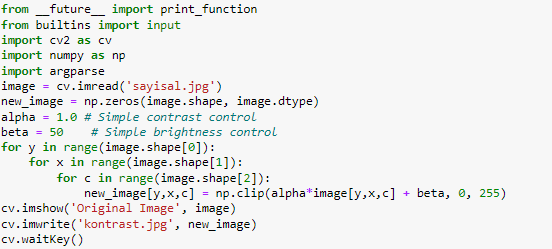 from __future__ import print_function
from builtins import input
import cv2 as cv
import numpy as np
import argparse
image = cv.imread('sayisal.jpg')
new_image = np.zeros(image.shape, image.dtype)
alpha = 1.0 # Simple contrast control
beta = 50    # Simple brightness control
for y in range(image.shape[0]):
    for x in range(image.shape[1]):
        for c in range(image.shape[2]):
            new_image[y,x,c] = np.clip(alpha*image[y,x,c] + beta, 0, 255)
cv.imshow('Original Image', image)
cv.imwrite('kontrast.jpg', new_image)
cv.waitKey()